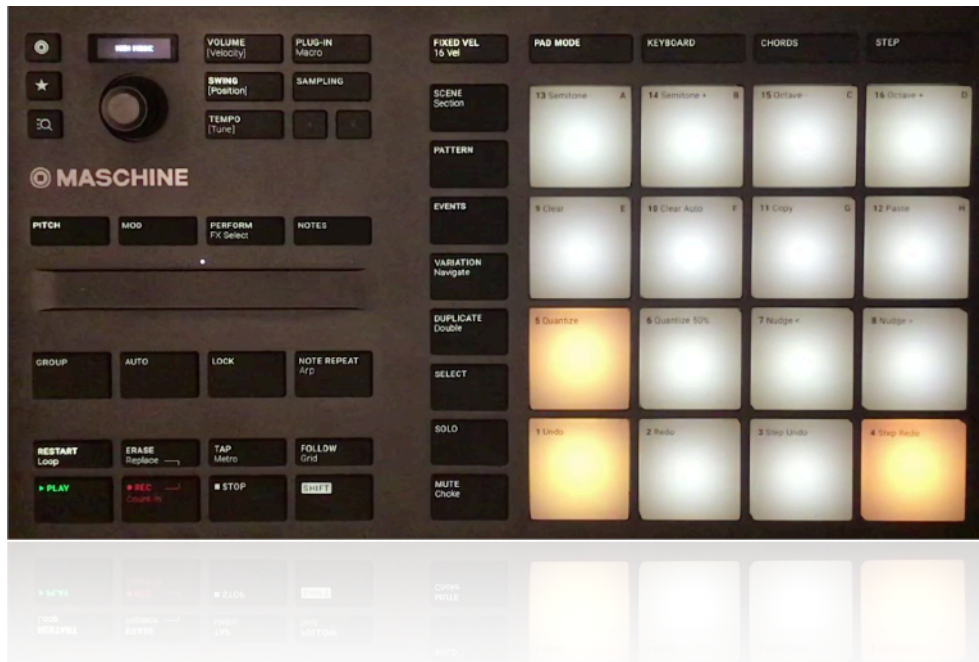 MIDI MODE
VOLUME
[Velocity]
PLUG-IN
Macro
SWING
[Position]
SAMPLING
TEMPO
[Tune]
MASCHINE
PITCH
MOD
PERFORM
FX Select
NOTES
GROUP
AUTO
LOCK
NOTE REPEAT
Arp
RESTART
Loop
ERASE
Replace
TAP
Metro
FOLLOW
Grid
PLAY
REC
Count-In
STOP
SHIFT
FIXED VEL
16 Vel
SCENE
Section
PATTERN
EVENTS
VARIATION
Navigate
DUPLICATE
Double
SELECT
SOLO
MUTE
Choke
PAD MODE
KEYBOARD
CHORDS
STEP
13 Semitone - A
14 Semitone + B
15 Octave - C
16 Octave + D
9 Clear E
10 Clear Auto F
11 Copy G
12 Paste H
5 Quantize
6 Quantize 50%
7 Nudge <
8 Nudge >
1 Undo
2 Redo
3 Step Undo
4 Step Redo